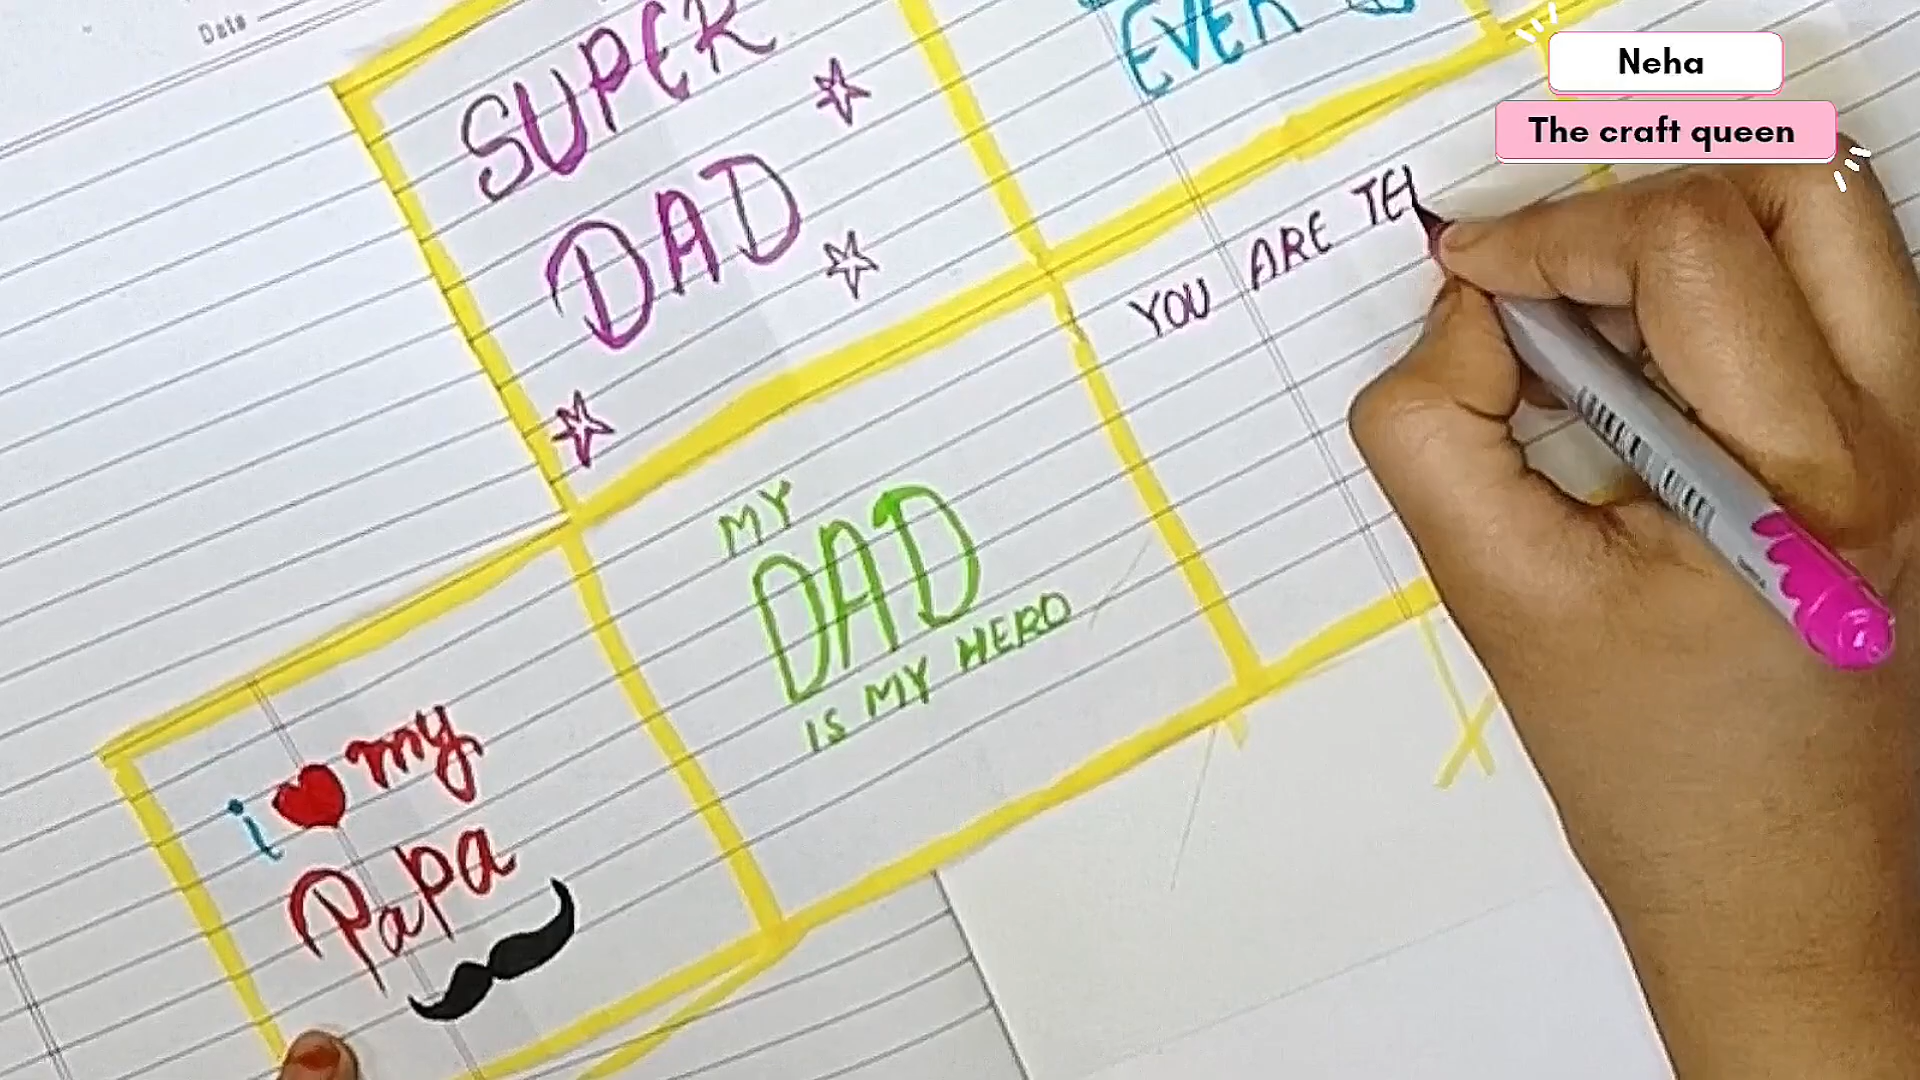 Date
Neha
The craft queen
SUPER
DAD
EVER
YOU ARE TE
MY
DAD
IS MY HERO
i my
Papa